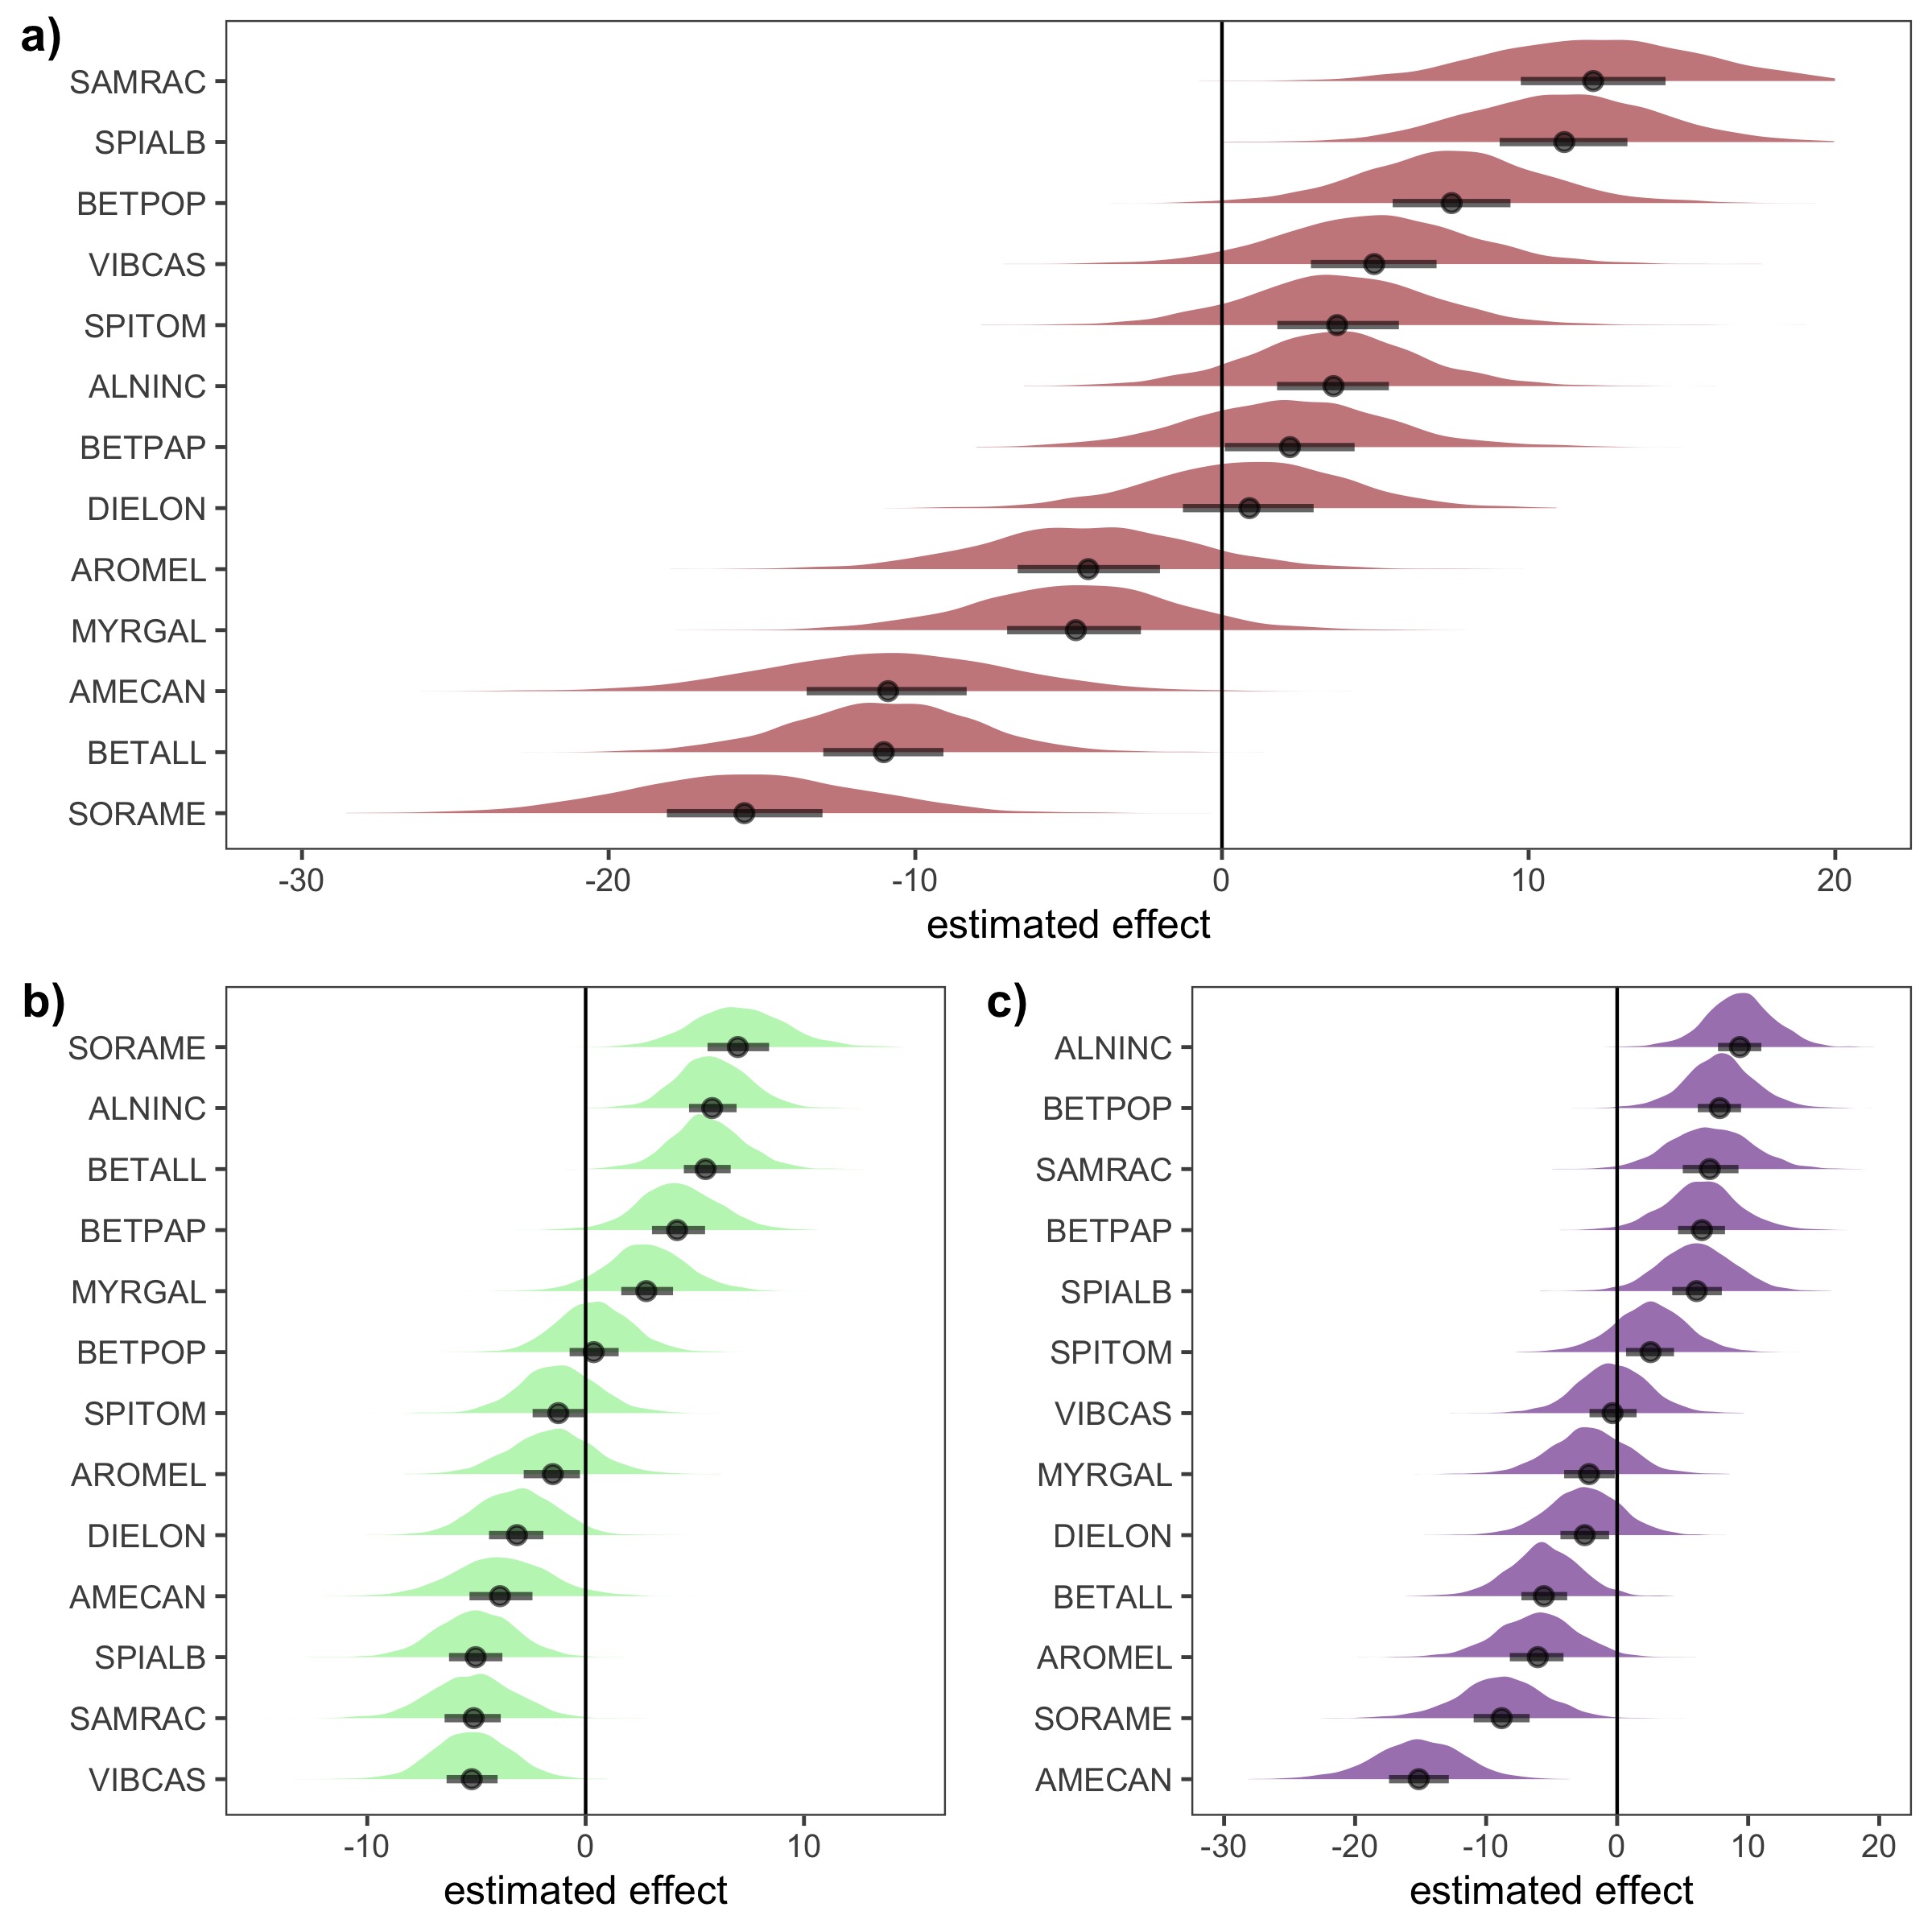 a)
SAMRAC
SPIALB
BETPOP
VIBCAS
SPITOM
ALNINC
BETPAP
DIELON
AROMEL
MYRGAL
AMECAN
BETALL
SORAME
-30 -20 -10 0 10 20
estimated effect
b)
SORAME
ALNINC
BETALL
BETPAP
MYRGAL
BETPOP
SPITOM
AROMEL
DIELON
AMECAN
SPIALB
SAMRAC
VIBCAS
-10 0 10
estimated effect
c)
ALNINC
BETPOP
SAMRAC
BETPAP
SPIALB
SPITOM
VIBCAS
MYRGAL
DIELON
BETALL
AROMEL
SORAME
AMECAN
-30 -20 -10 0 10 20
estimated effect